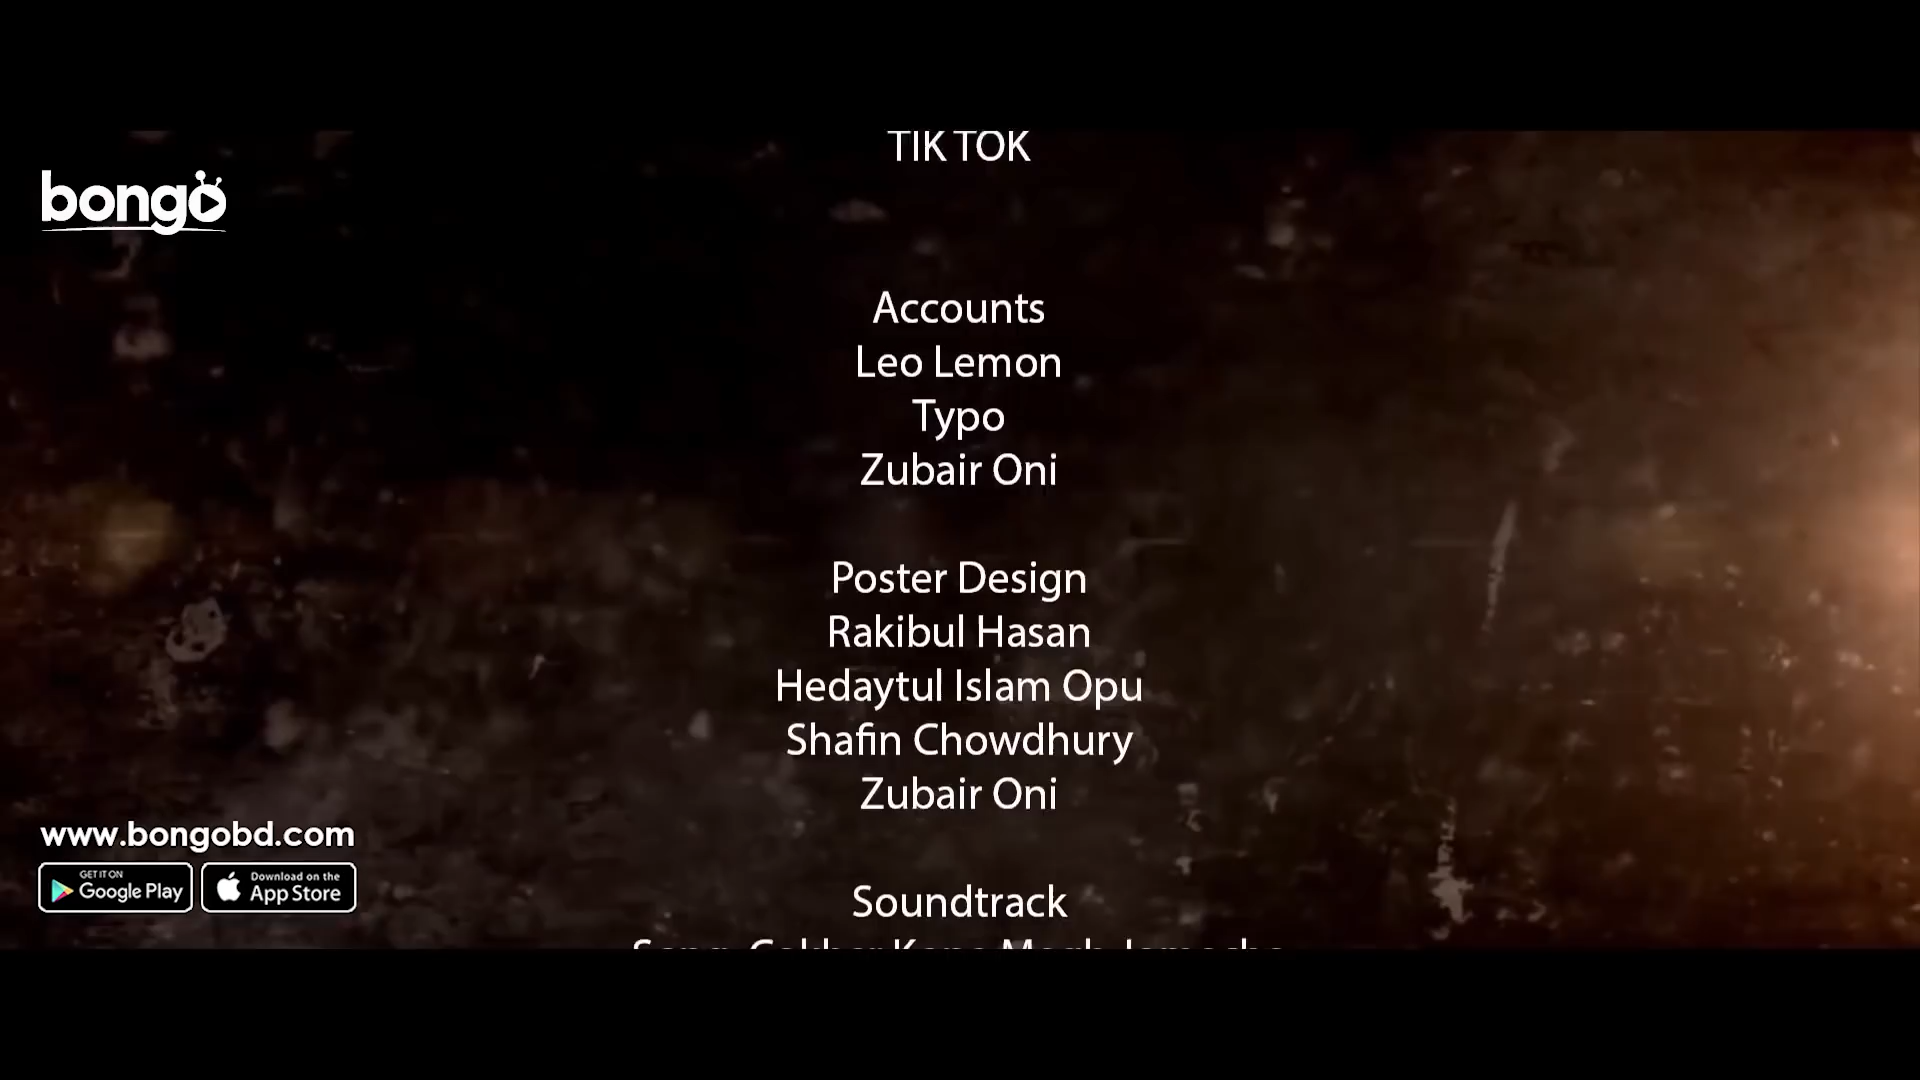 TIK TOK
bongo
Accounts
Leo Lemon
Typo
Zubair Oni
Poster Design
Rakibul Hasan
Hedaytul Islam Opu
Shafin Chowdhury
Zubair Oni
www.bongobd.com
GET IT ON
Google Play
Download on the
App Store
Soundtrack